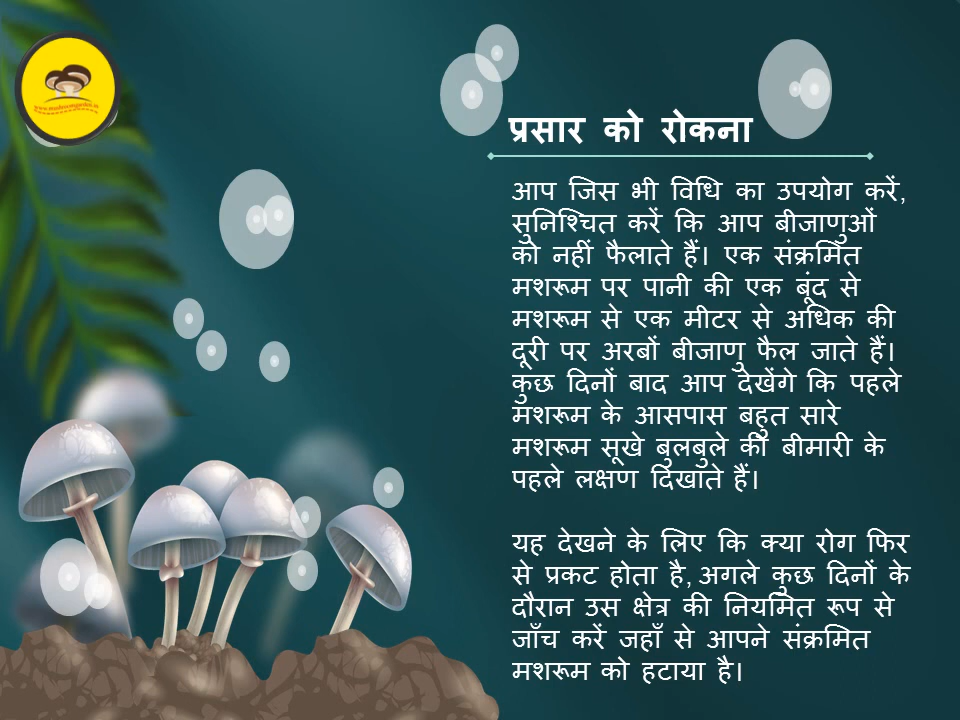 प्रसार को रोकना
आप जिस भी विधि का उपयोग करें,
सुनिश्चित करें कि आप बीजाणुओं
को नहीं फैलाते हैं। एक संक्रमित
मशरूम पर पानी की एक बूंद से
मशरूम से एक मीटर से अधिक की
दूरी पर अरबों बीजाणु फैल जाते हैं।
कुछ दिनों बाद आप देखेंगे कि पहले
मशरूम के आसपास बहुत सारे
मशरूम सूखे बुलबुले की बीमारी के
पहले लक्षण दिखाते हैं।
यह देखने के लिए कि क्या रोग फिर
से प्रकट होता है, अगले कुछ दिनों के
दौरान उस क्षेत्र की नियमित रूप से
जाँच करें जहाँ से आपने संक्रमित
मशरूम को हटाया है।